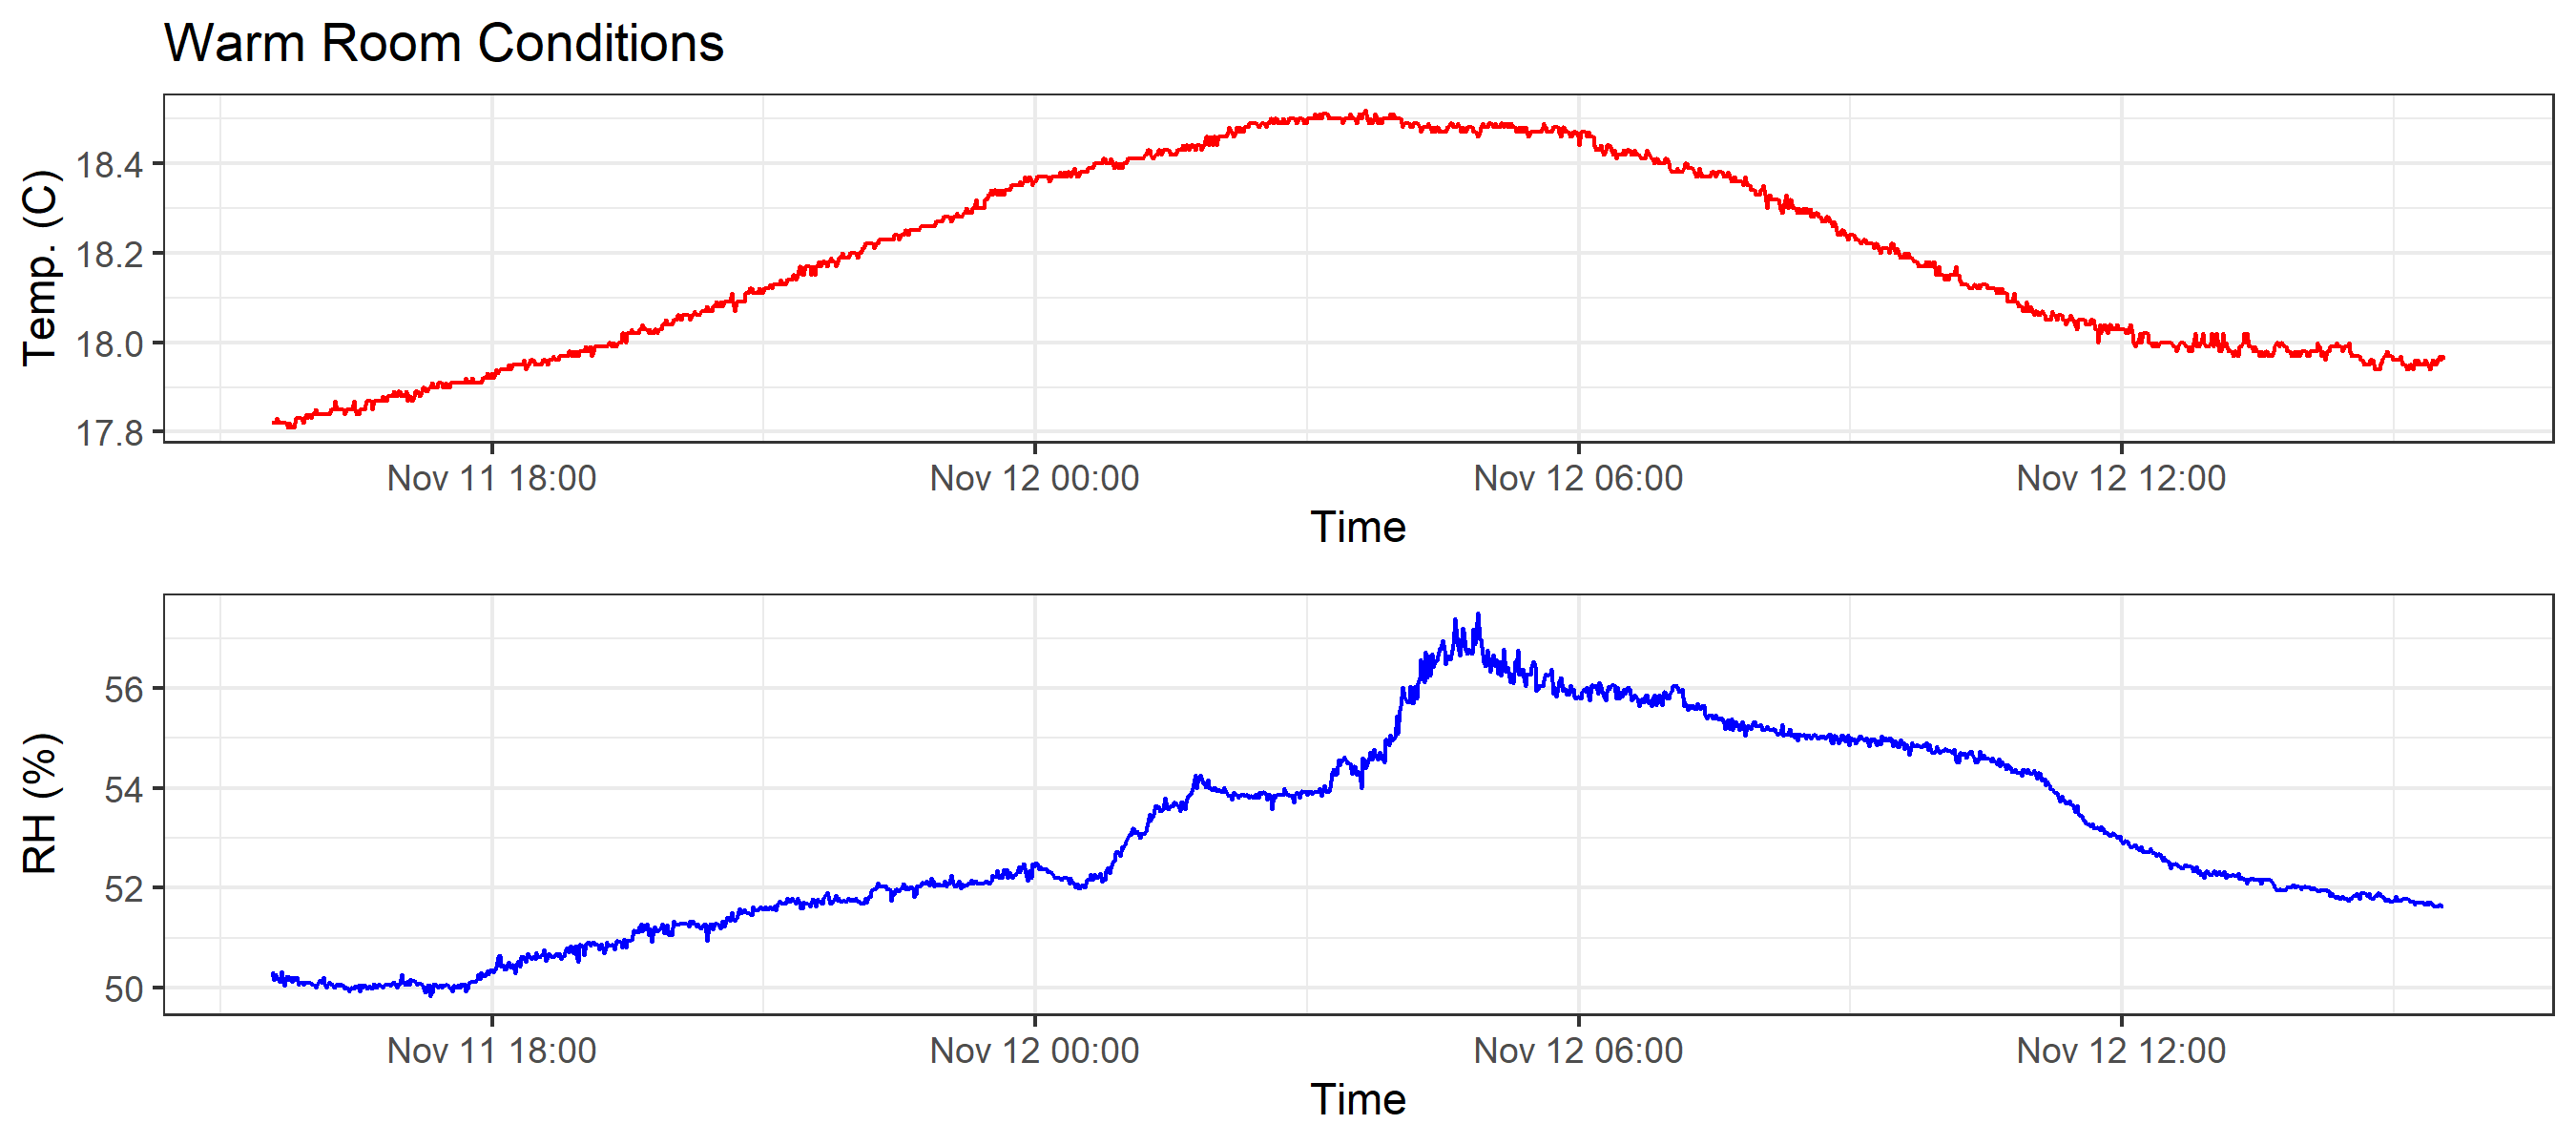 Warm Room Conditions
Temp. (C)
18.4
18.2
18.0
17.8
Nov 11 18:00 Nov 12 00:00 Nov 12 06:00 Nov 12 12:00
Time
RH (%)
56
54
52
50
Nov 11 18:00 Nov 12 00:00 Nov 12 06:00 Nov 12 12:00
Time